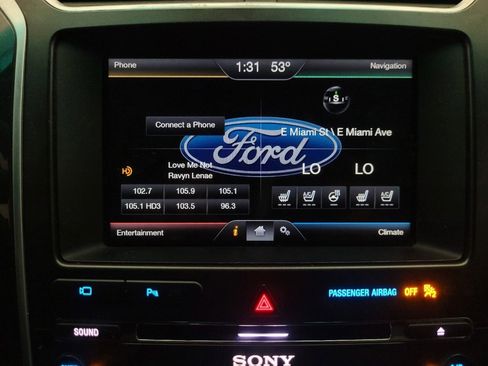 Phone
1:31 53°
Navigation
S
Connect a Phone
E Miami St \ E Miami Ave
Ford
Love Me Not
Ravyn Lenae
LO LO
102.7 105.9 105.1
105.1 HD3 103.5 96.3
A/C A/C
Entertainment
i
Climate
P
PASSENGER AIRBAG OFF 2
SOUND
SONY